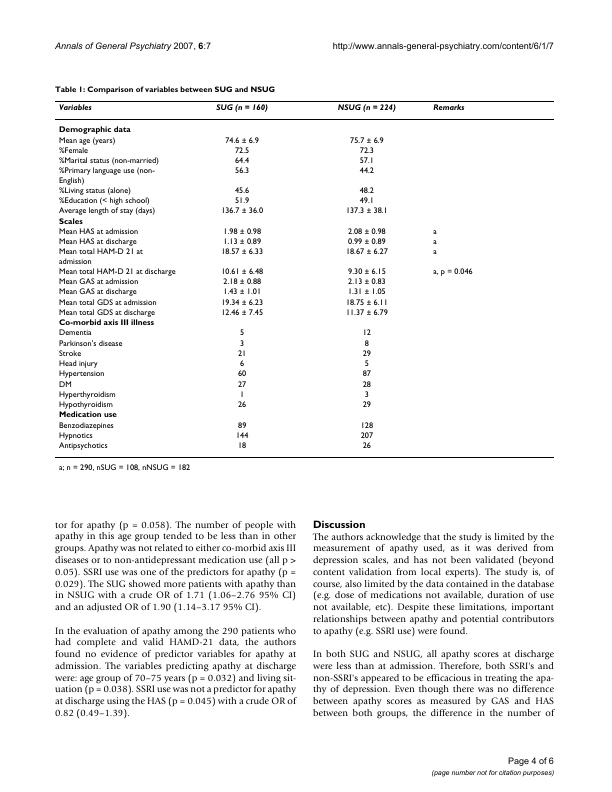 Annals of General Psychiatry 2007, 6:7
http://www.annals-general-psychiatry.com/content/6/1/7
Table 1: Comparison of variables between SUG and NSUG
Variables SUG (n = 160) NSUG (n = 224) Remarks
Demographic data
Mean age (years) 74.6 ± 6.9 75.7 ± 6.9
%Female 72.5 72.3
%Marital status (non-married) 64.4 57.1
%Primary language use (non- 56.3 44.2
English)
%Living status (alone) 45.6 48.2
%Education (< high school) 51.9 49.1
Average length of stay (days) 136.7 ± 36.0 137.3 ± 38.1
Scales
Mean HAS at admission 1.98 ± 0.98 2.08 ± 0.98 a
Mean HAS at discharge 1.13 ± 0.89 0.99 ± 0.89 a
Mean total HAM-D 21 at 18.57 ± 6.33 18.67 ± 6.27 a
admission
Mean total HAM-D 21 at discharge 10.61 ± 6.48 9.30 ± 6.15 a, p = 0.046
Mean GAS at admission 2.18 ± 0.88 2.13 ± 0.83
Mean GAS at discharge 1.43 ± 1.01 1.31 ± 1.05
Mean total GDS at admission 19.34 ± 6.23 18.75 ± 6.11
Mean total GDS at discharge 12.46 ± 7.45 11.37 ± 6.79
Co-morbid axis III illness
Dementia 5 12
Parkinson's disease 3 8
Stroke 21 29
Head injury 6 5
Hypertension 60 87
DM 27 28
Hyperthyroidism 1 3
Hypothyroidism 26 29
Medication use
Benzodiazepines 89 128
Hypnotics 144 207
Antipsychotics 18 26
a; n = 290, nSUG = 108, nNSUG = 182
tor for apathy (p = 0.058). The number of people with
apathy in this age group tended to be less than in other
groups. Apathy was not related to either co-morbid axis III
diseases or to non-antidepressant medication use (all p >
0.05). SSRI use was one of the predictors for apathy (p =
0.029). The SUG showed more patients with apathy than
in NSUG with a crude OR of 1.71 (1.06–2.76 95% CI)
and an adjusted OR of 1.90 (1.14–3.17 95% CI).
In the evaluation of apathy among the 290 patients who
had complete and valid HAMD-21 data, the authors
found no evidence of predictor variables for apathy at
admission. The variables predicting apathy at discharge
were: age group of 70–75 years (p = 0.032) and living sit-
uation (p = 0.038). SSRI use was not a predictor for apathy
at discharge using the HAS (p = 0.045) with a crude OR of
0.82 (0.49–1.39).
Discussion
The authors acknowledge that the study is limited by the
measurement of apathy used, as it was derived from
depression scales, and has not been validated (beyond
content validation from local experts). The study is, of
course, also limited by the data contained in the database
(e.g. dose of medications not available, duration of use
not available, etc). Despite these limitations, important
relationships between apathy and potential contributors
to apathy (e.g. SSRI use) were found.
In both SUG and NSUG, all apathy scores at discharge
were less than at admission. Therefore, both SSRI's and
non-SSRI's appeared to be efficacious in treating the apa-
thy of depression. Even though there was no difference
between apathy scores as measured by GAS and HAS
between both groups, the difference in the number of
Page 4 of 6
(page number not for citation purposes)